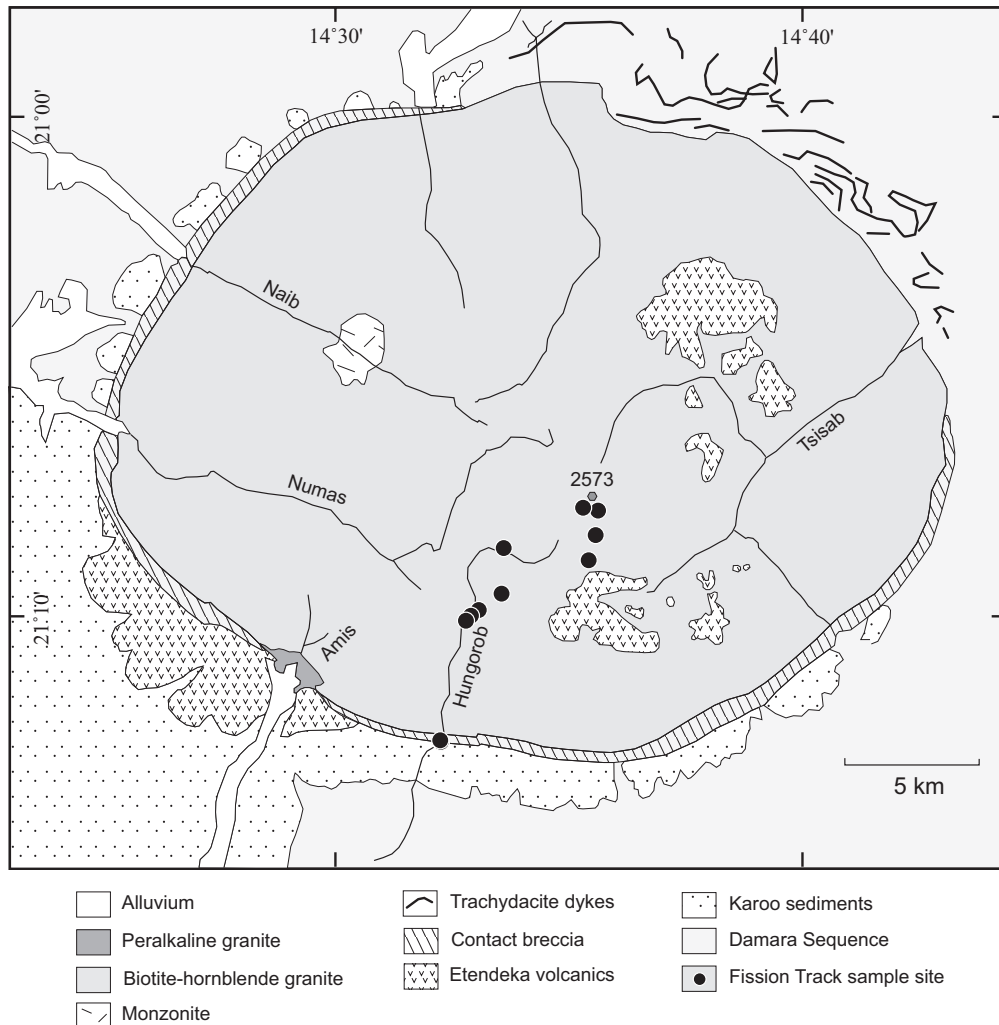 14°30'
14°40'
21°00'
Naib
Tsisab
2573
Numas
21°10'
Amis
Hungorob
5 km
Alluvium
Trachydacite dykes
Karoo sediments
Peralkaline granite
Contact breccia
Damara Sequence
Biotite-hornblende granite
Etendeka volcanics
Fission Track sample site
Monzonite